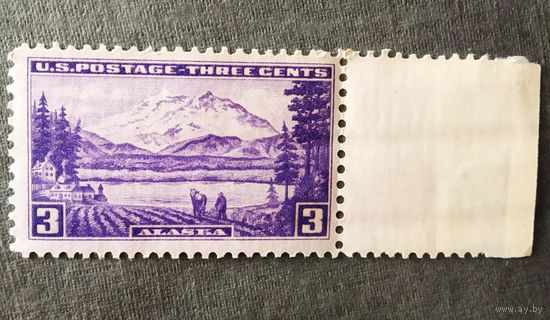 U.S. POSTAGE - THREE CENTS
3 ALASKA 3
www.ay.by